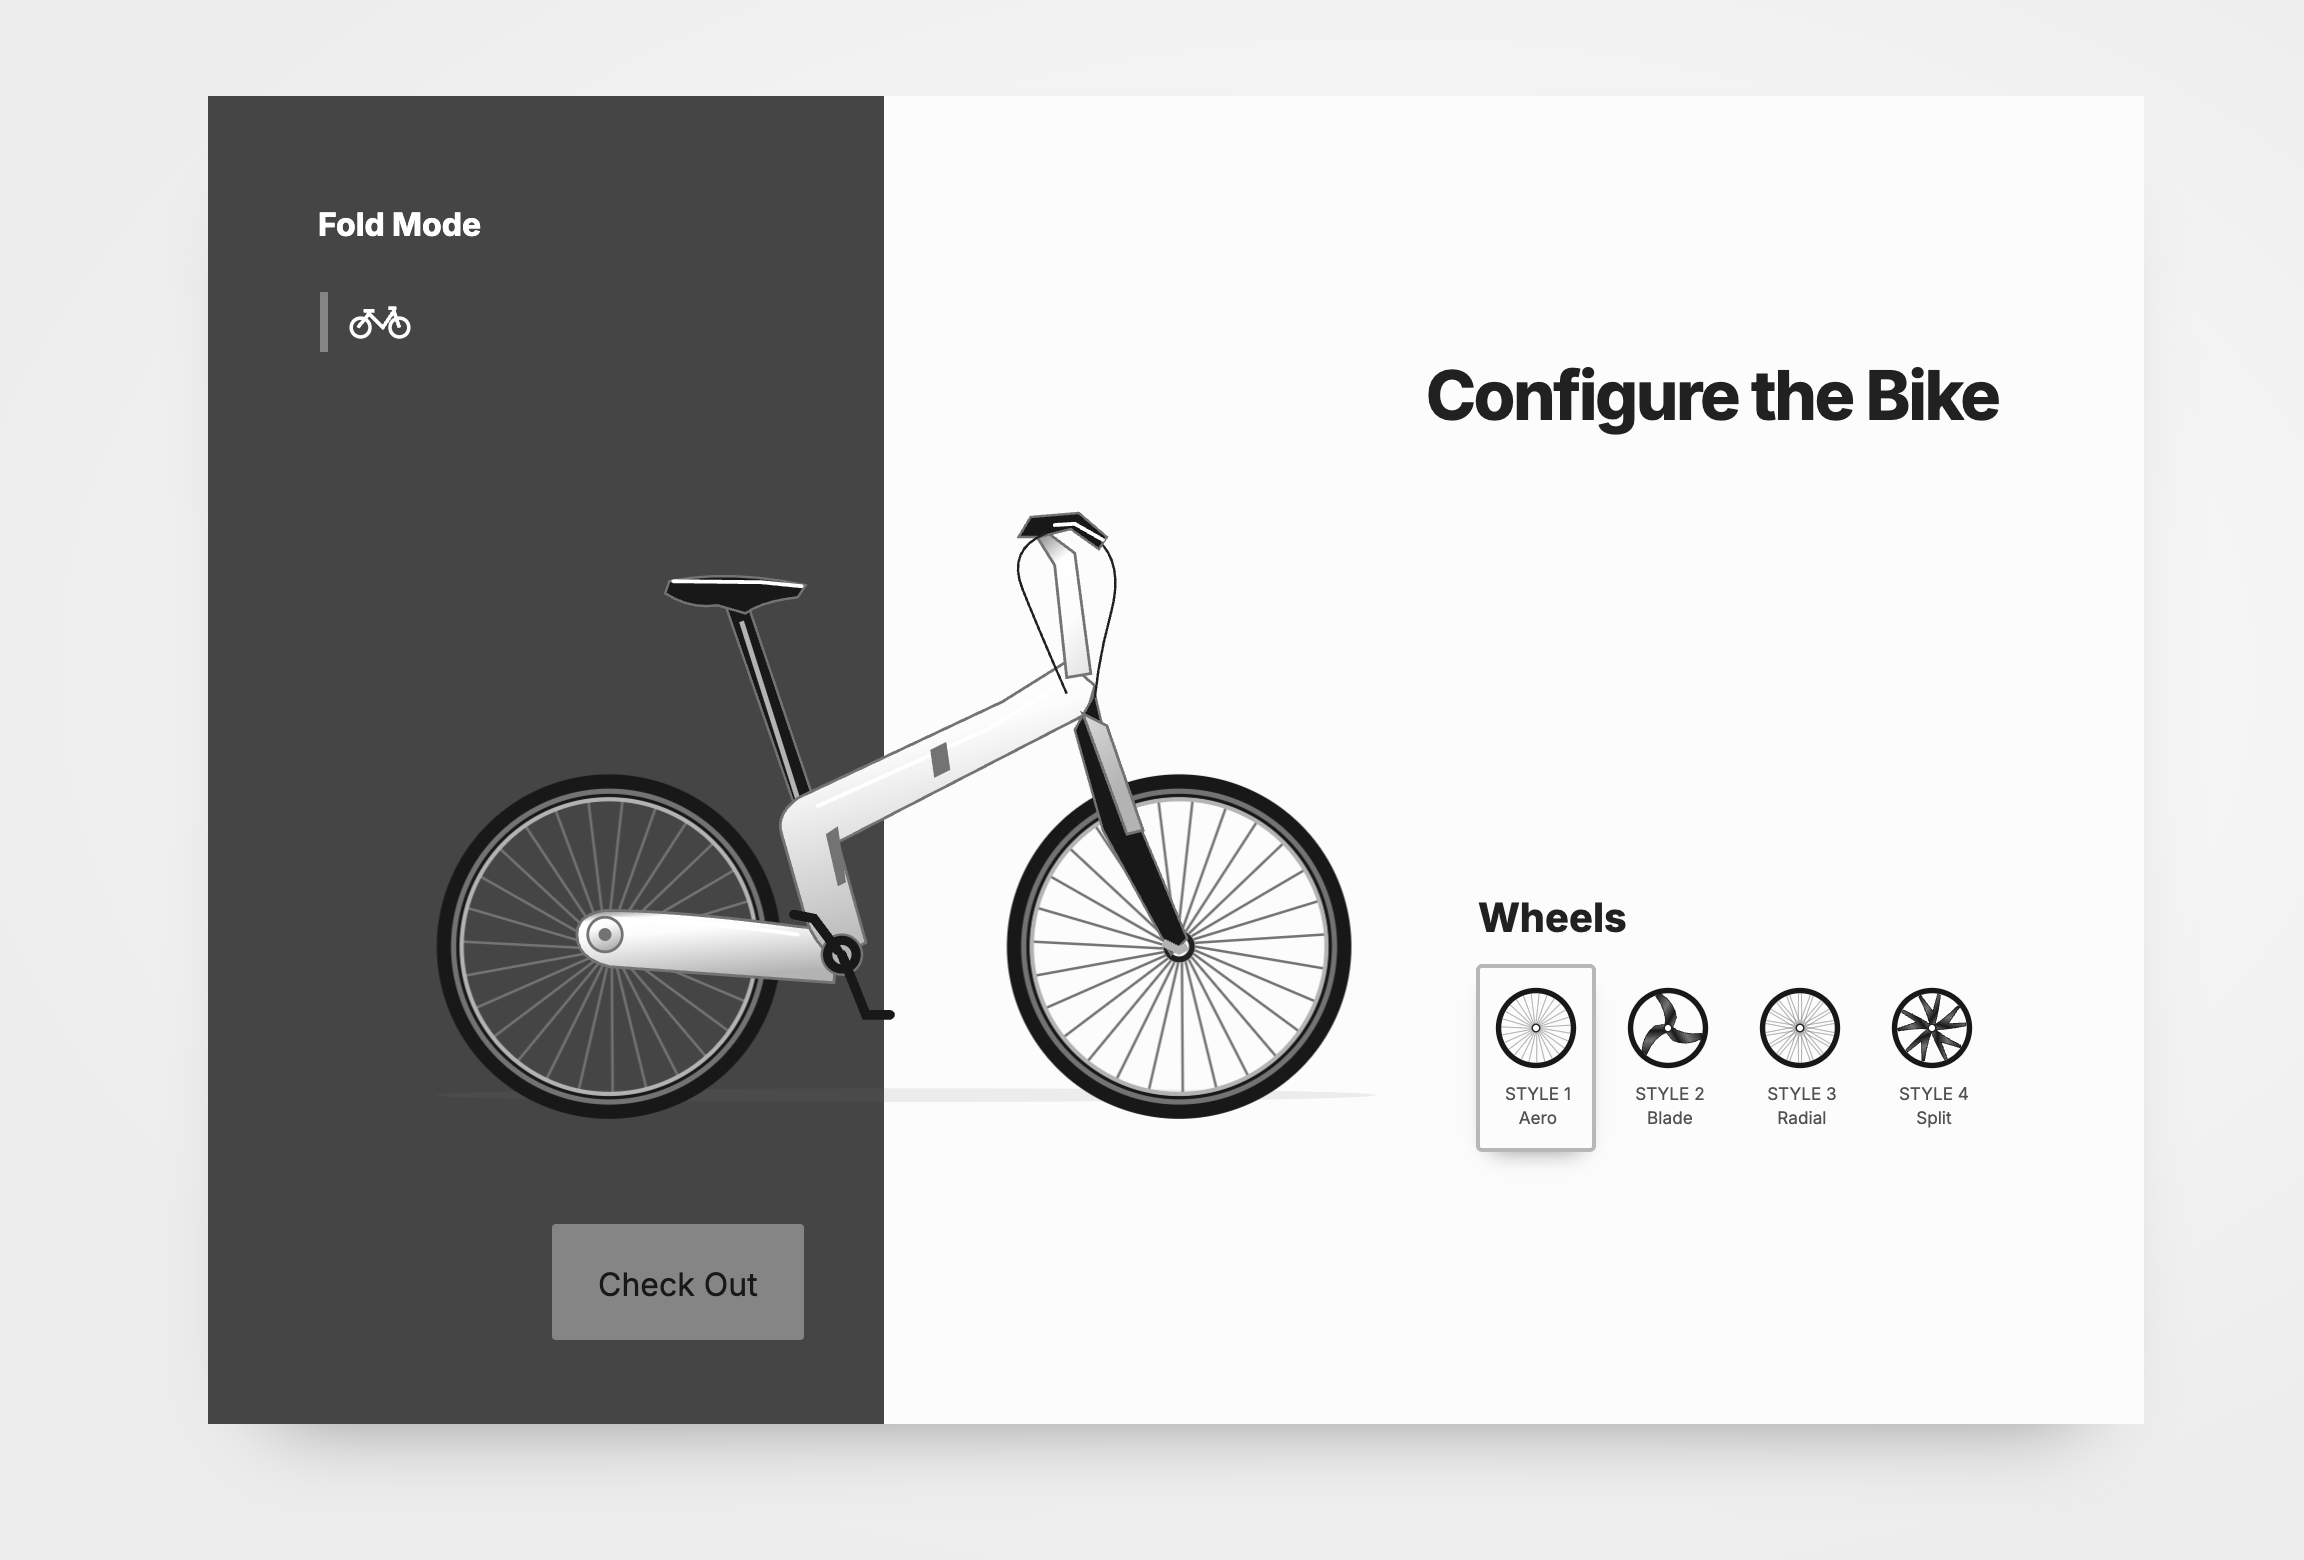 Fold Mode
Configure the Bike
Wheels
STYLE 1
Aero
STYLE 2
Blade
STYLE 3
Radial
STYLE 4
Split
Check Out